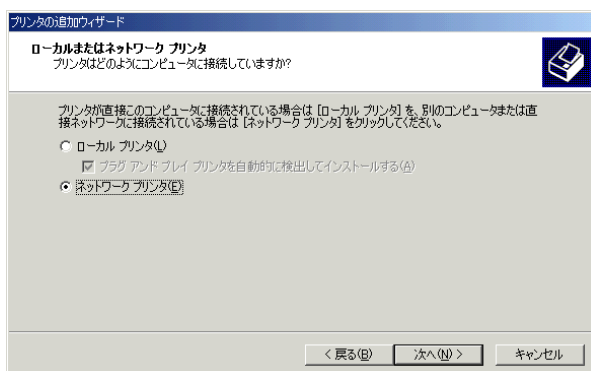 プリンタの追加ウィザード
ローカルまたはネットワーク プリンタ
プリンタはどのようにコンピュータに接続していますか?
プリンタが直接このコンピュータに接続されている場合は [ローカル プリンタ] を、別のコンピュータまたは直
接ネットワークに接続されている場合は [ネットワーク プリンタ] をクリックしてください。
ローカル プリンタ(L)
プラグ アンド プレイ プリンタを自動的に検出してインストールする(A)
ネットワーク プリンタ(E)
< 戻る(B) 次へ(N) > キャンセル